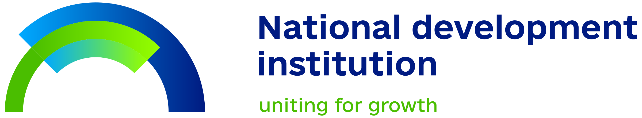 National development
institution
uniting for growth